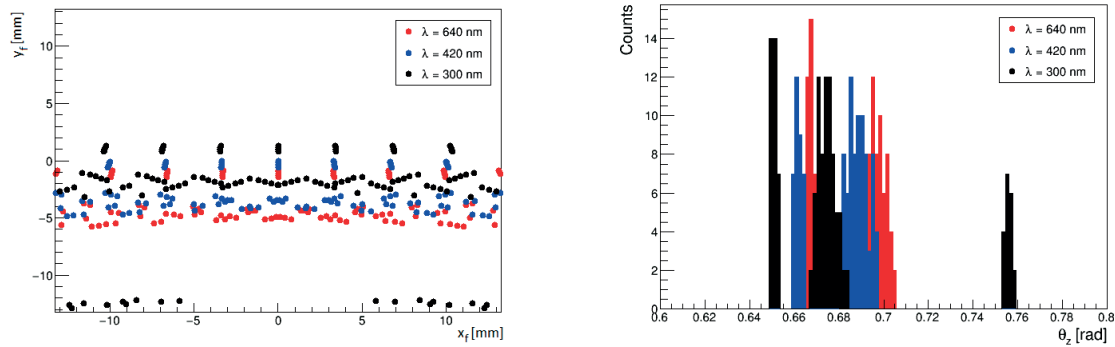 y_f [mm]
10
5
0
−5
−10
λ = 640 nm
λ = 420 nm
λ = 300 nm
−10 −5 0 5 10
x_f [mm]
Counts
14
12
10
8
6
4
2
0
λ = 640 nm
λ = 420 nm
λ = 300 nm
0.6 0.62 0.64 0.66 0.68 0.7 0.72 0.74 0.76 0.78 0.8
θ_z [rad]